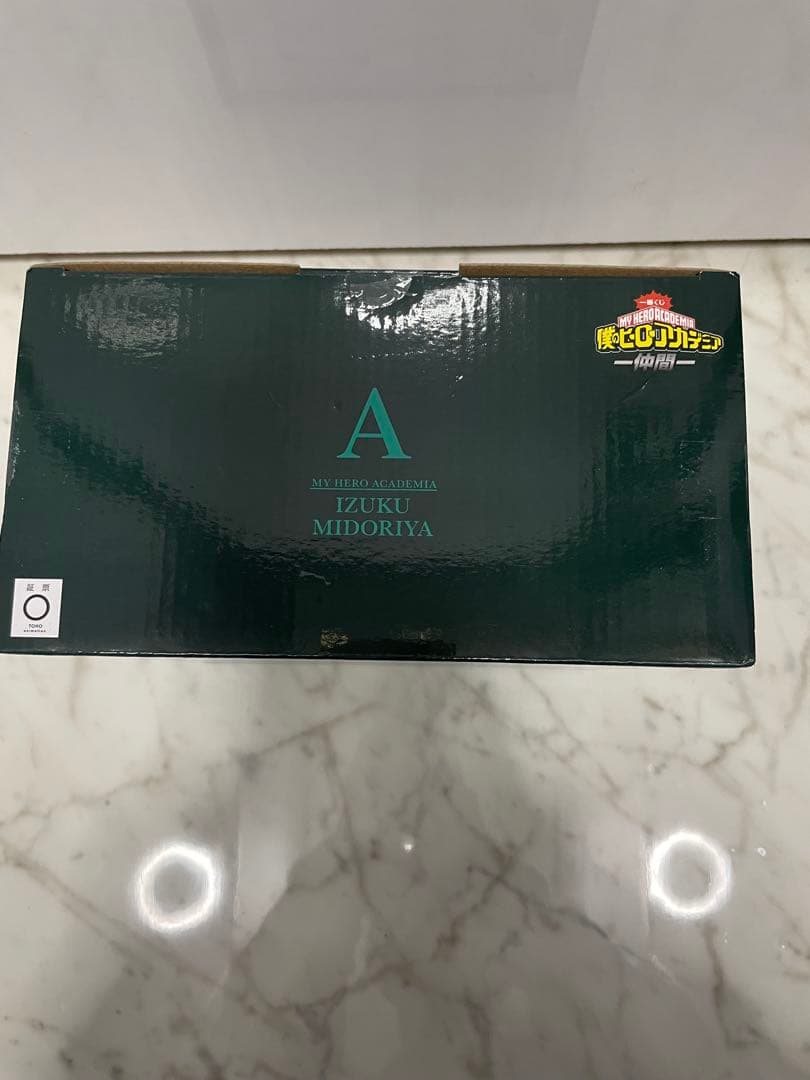 一番くじ
MY HERO ACADEMIA
僕のヒーローアカデミア
—仲間—
A
MY HERO ACADEMIA
IZUKU
MIDORIYA
証票
TOHO
animation